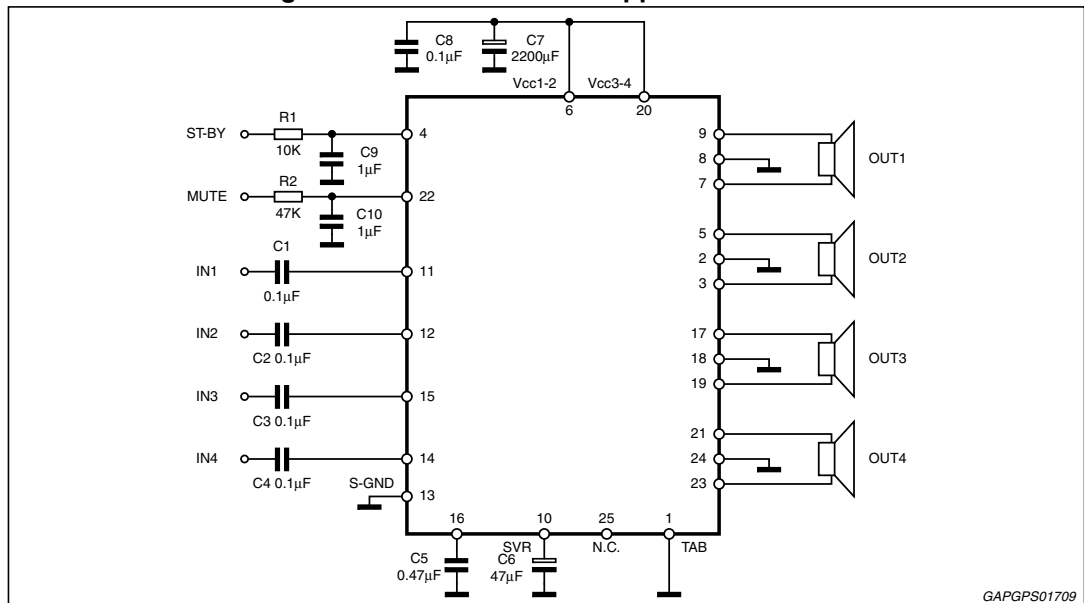 C8
0.1µF
C7
2200µF
Vcc1-2
Vcc3-4
6
20
ST-BY
R1
10K
4
C9
1µF
MUTE
R2
47K
22
C10
1µF
IN1
C1
0.1µF
11
IN2
C2 0.1µF
12
IN3
C3 0.1µF
15
IN4
C4 0.1µF
14
S-GND
13
9
8
7
OUT1
5
2
3
OUT2
17
18
19
OUT3
21
24
23
OUT4
16
10
25
1
SVR
N.C.
TAB
C5
0.47µF
C6
47µF
GAPGPS01709